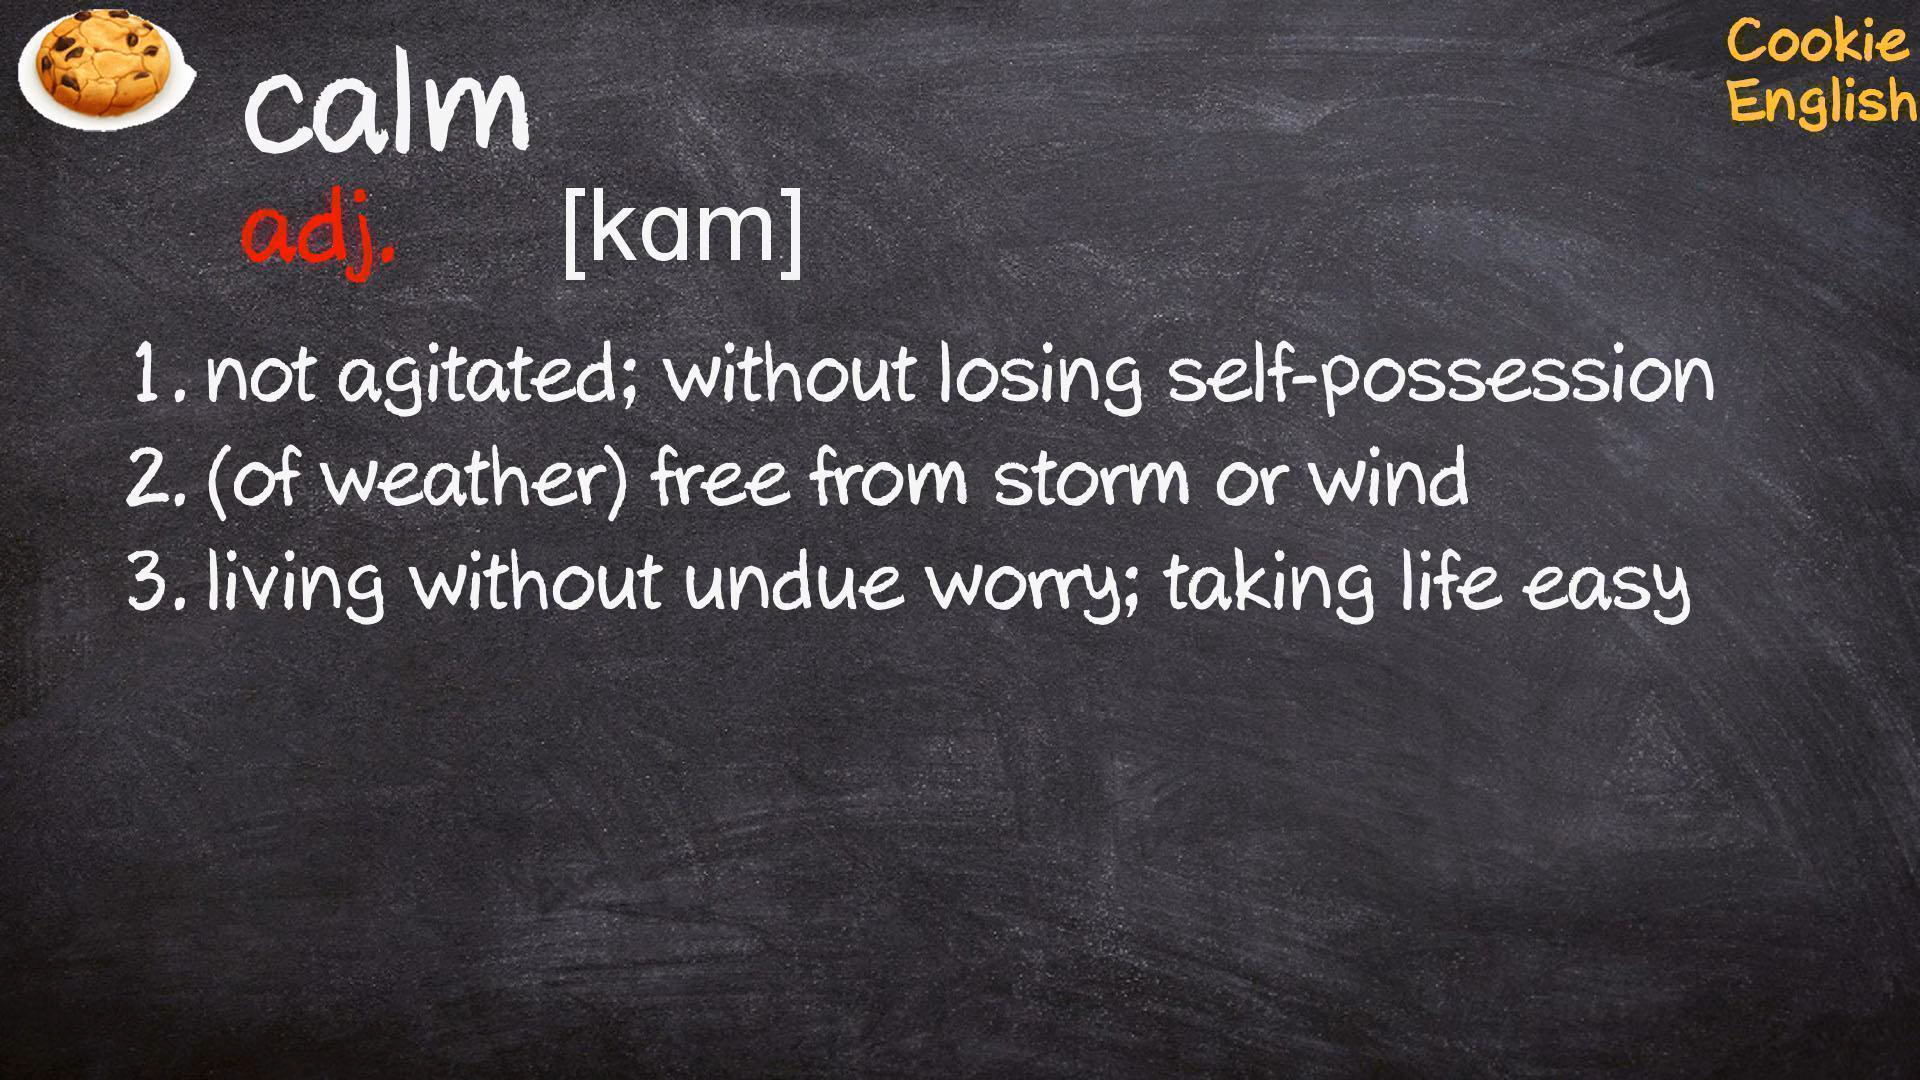 calm
Cookie
English
adj. [kɑm]
1. not agitated; without losing self-possession
2. (of weather) free from storm or wind
3. living without undue worry; taking life easy